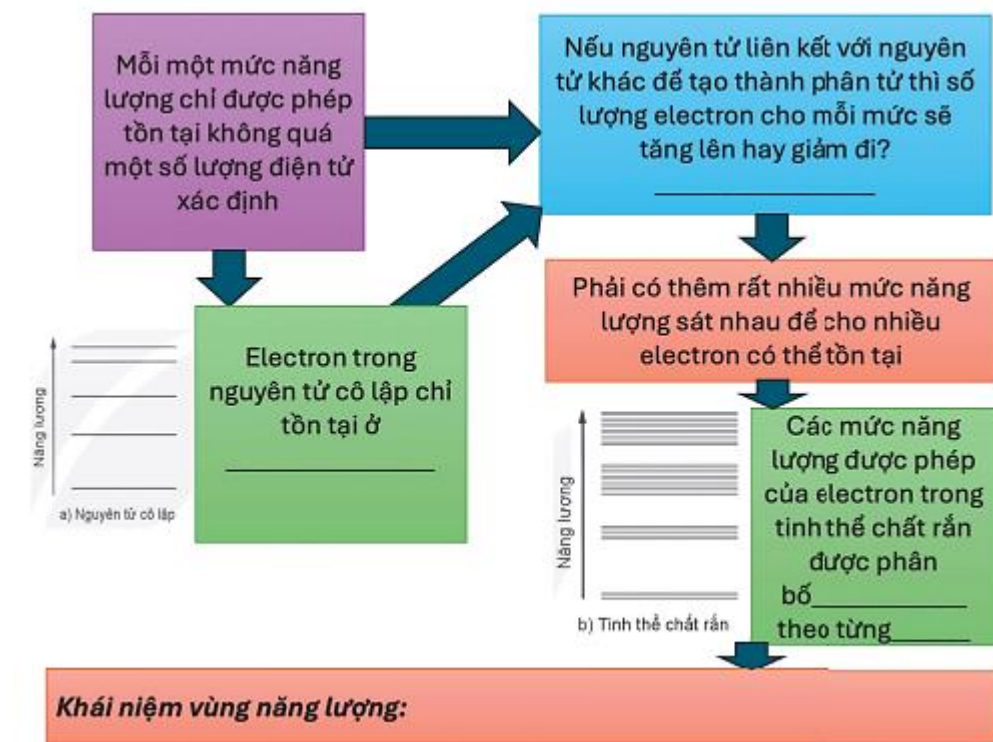 Mỗi một mức năng
lượng chỉ được phép
tồn tại không quá
một số lượng điện tử
xác định
Nếu nguyên tử liên kết với nguyên
tử khác để tạo thành phân tử thì số
lượng electron cho mỗi mức sẽ
tăng lên hay giảm đi?
____________________
Electron trong
nguyên tử cô lập chỉ
tồn tại ở
___________________
Năng lượng
a) Nguyên tử cô lập
Phải có thêm rất nhiều mức năng
lượng sát nhau để cho nhiều
electron có thể tồn tại
Năng lượng
b) Tinh thể chất rắn
Các mức năng
lượng được phép
của electron trong
tinh thể chất rắn
được phân
bố______________
theo từng_______
Khái niệm vùng năng lượng: